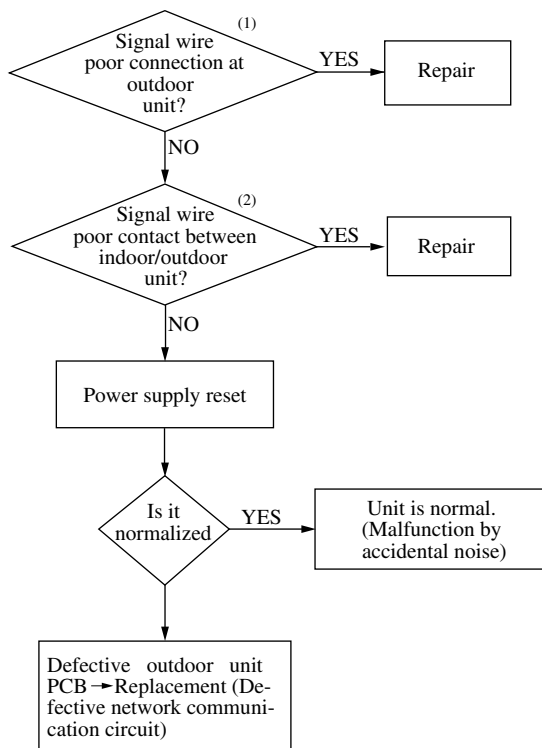 (1)
Signal wire
poor connection at
outdoor
unit?
YES
Repair
NO
(2)
Signal wire
poor contact between
indoor/outdoor
unit?
YES
Repair
NO
Power supply reset
Is it
normalized
YES
Unit is normal.
(Malfunction by
accidental noise)
Defective outdoor unit
PCB → Replacement (De-
fective network communi-
cation circuit)